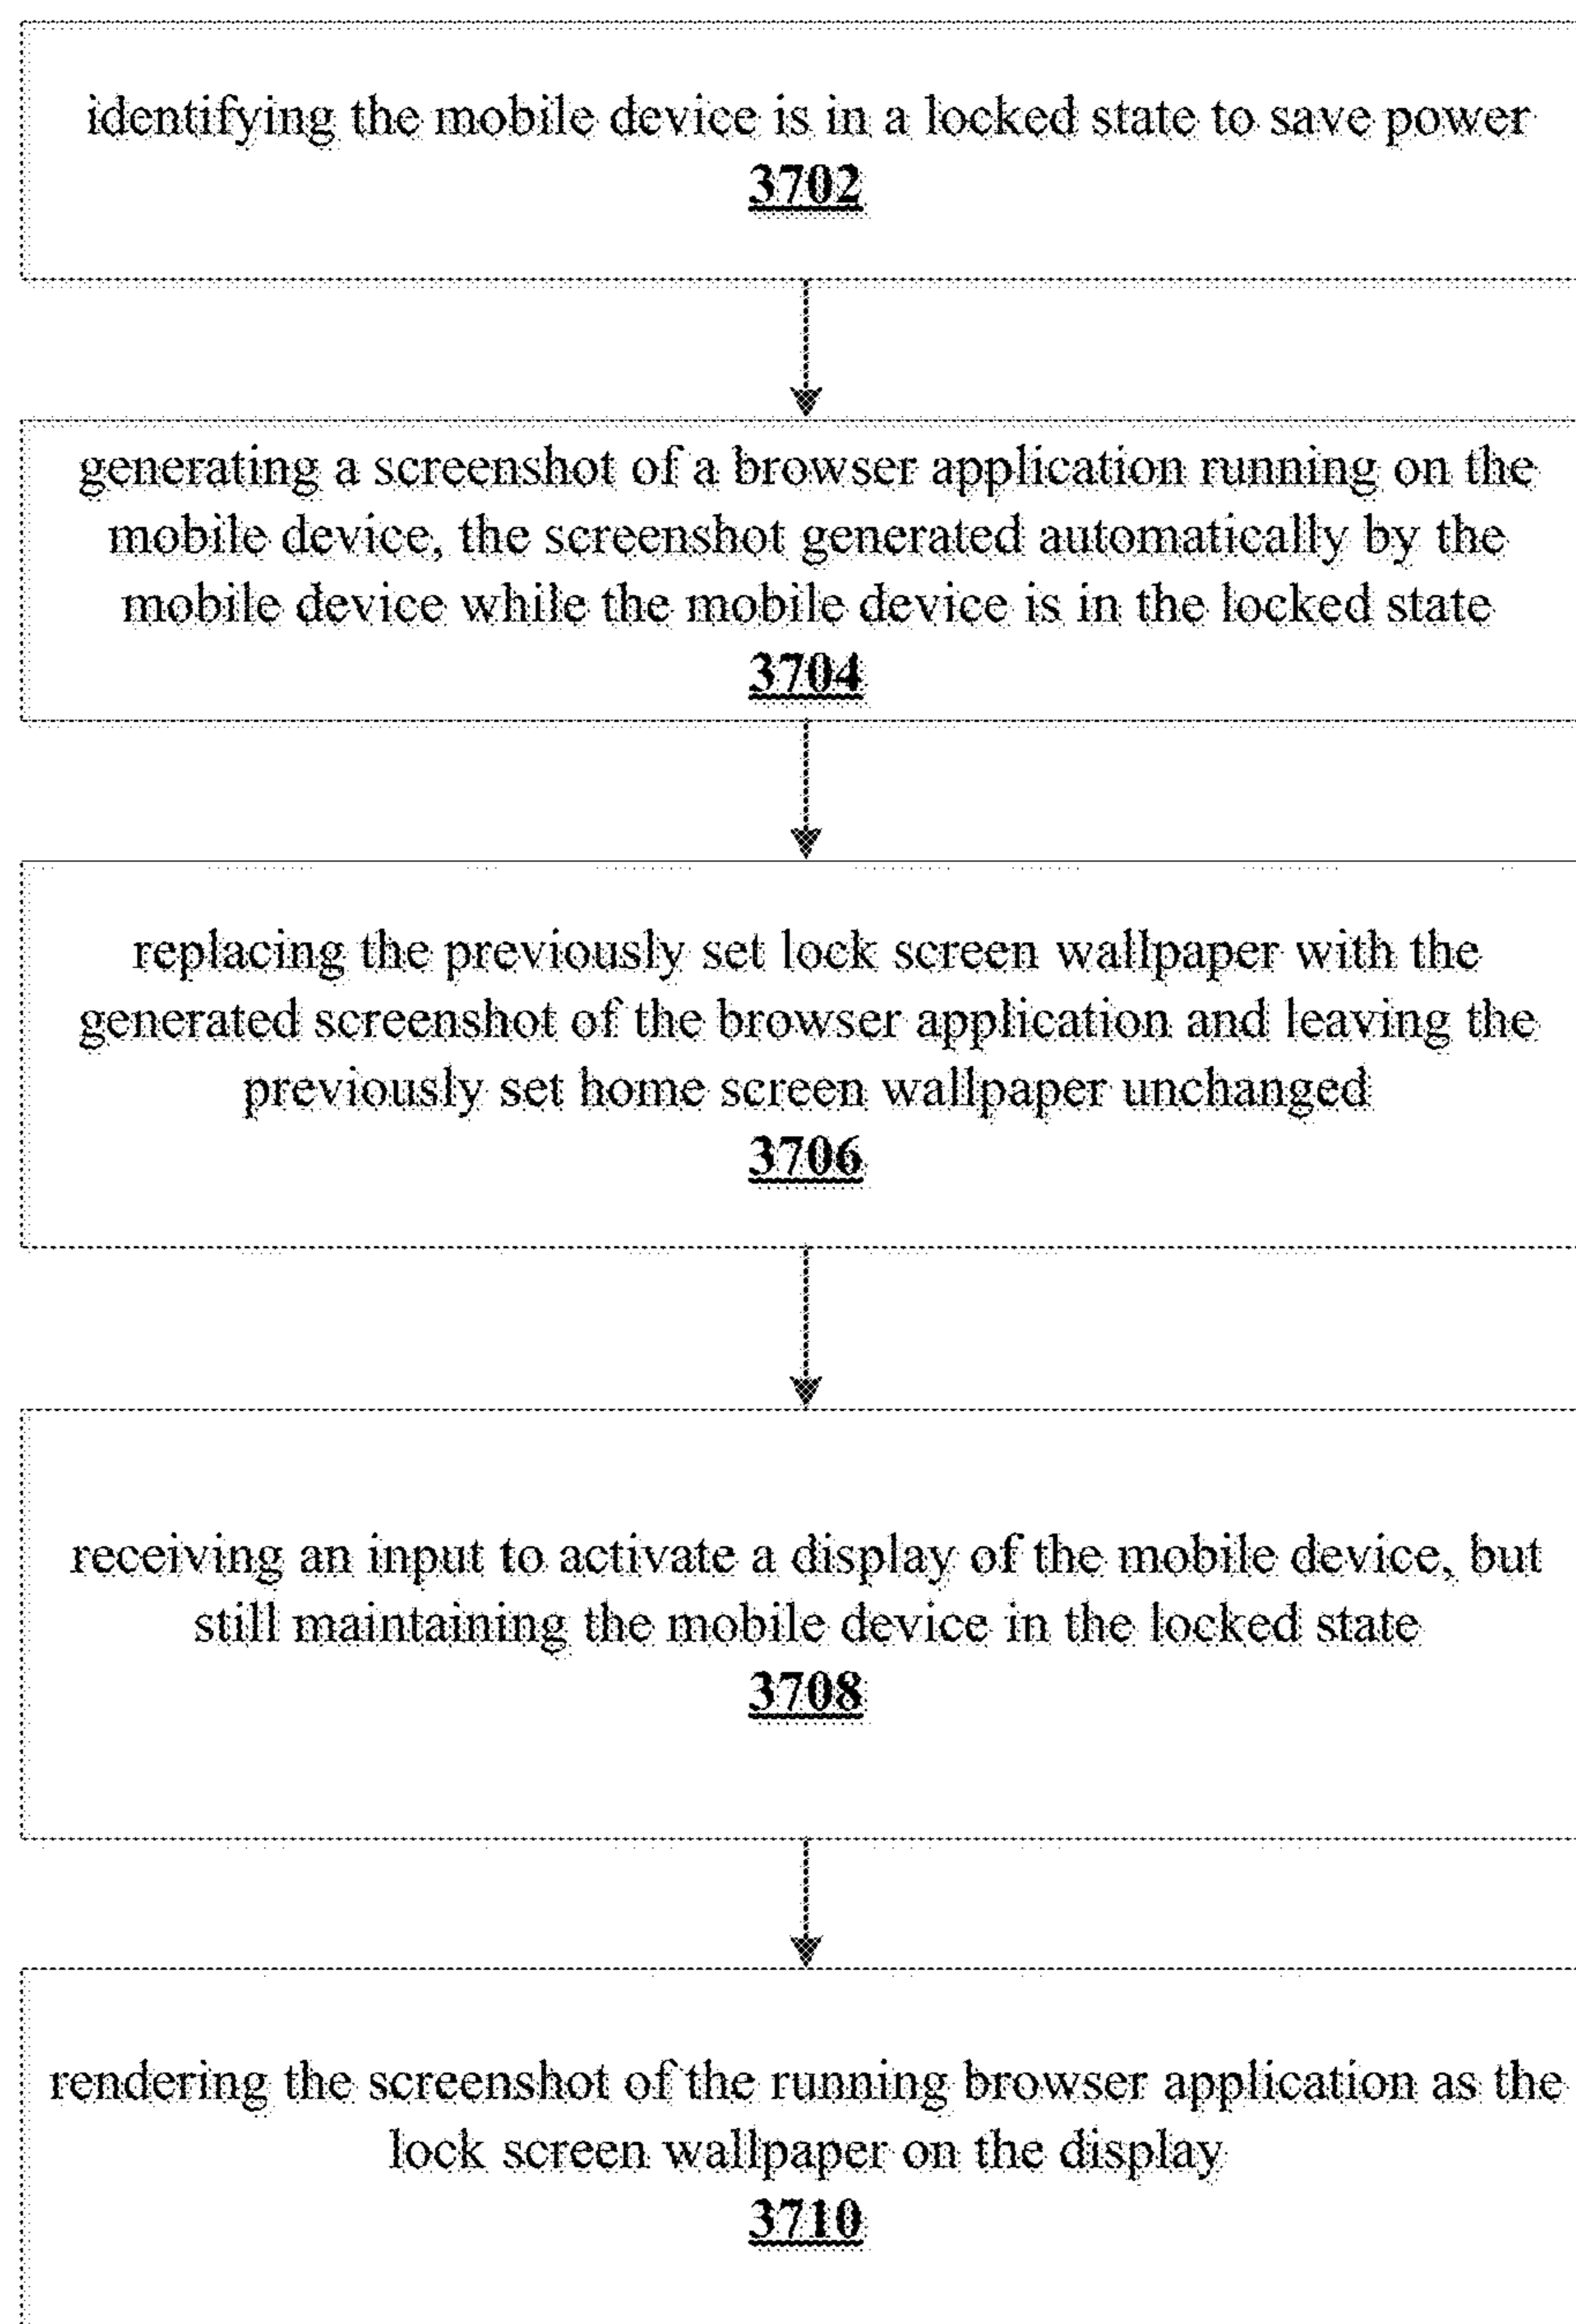 identifying the mobile device is in a locked state to save power
3702
generating a screenshot of a browser application running on the
mobile device, the screenshot generated automatically by the
mobile device while the mobile device is in the locked state
3704
replacing the previously set lock screen wallpaper with the
generated screenshot of the browser application and leaving the
previously set home screen wallpaper unchanged
3706
receiving an input to activate a display of the mobile device, but
still maintaining the mobile device in the locked state
3708
rendering the screenshot of the running browser application as the
lock screen wallpaper on the display
3710